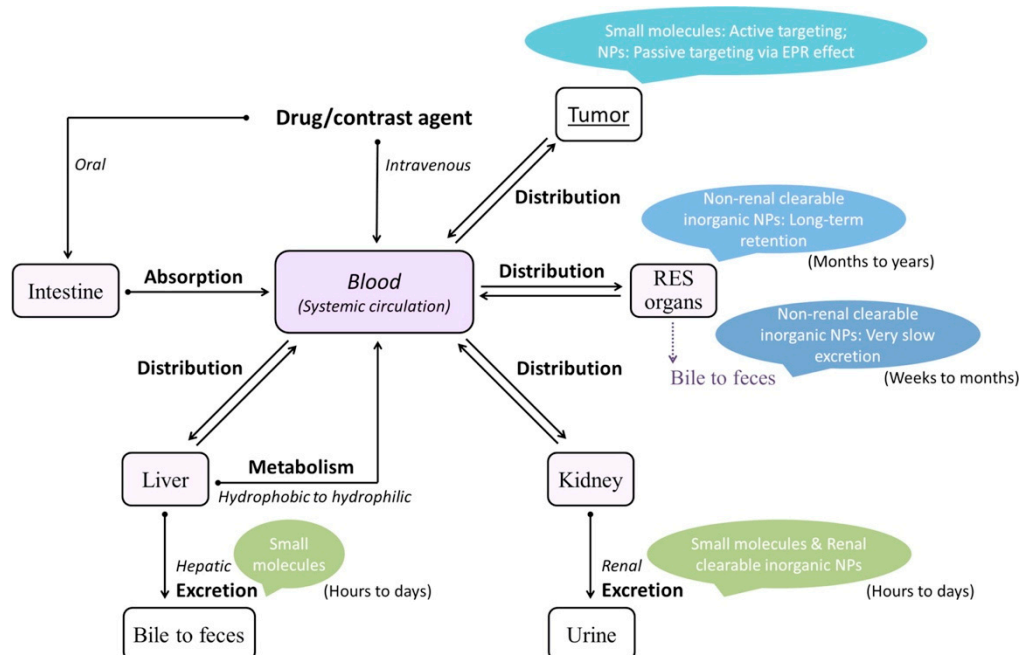 Small molecules: Active targeting;
NPs: Passive targeting via EPR effect
Drug/contrast agent
Tumor
Oral
Intravenous
Distribution
Non-renal clearable
inorganic NPs: Long-term
retention
(Months to years)
Intestine
Absorption
Blood
(Systemic circulation)
Distribution
RES
organs
Non-renal clearable
inorganic NPs: Very slow
excretion
(Weeks to months)
Bile to feces
Distribution
Distribution
Liver
Metabolism
Hydrophobic to hydrophilic
Kidney
Hepatic
Excretion
Small
molecules
(Hours to days)
Renal
Excretion
Small molecules & Renal
clearable inorganic NPs
(Hours to days)
Bile to feces
Urine